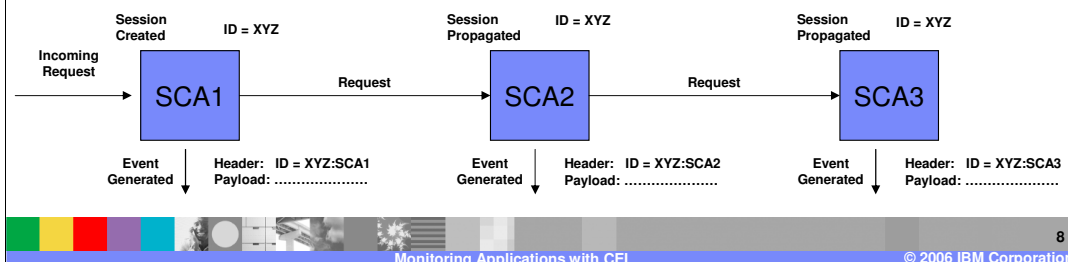 Session
Created
ID = XYZ
Session
Propagated
ID = XYZ
Session
Propagated
ID = XYZ
Incoming
Request
SCA1
Request
SCA2
Request
SCA3
Event
Generated
Header: ID = XYZ:SCA1
Payload: .....................
Event
Generated
Header: ID = XYZ:SCA2
Payload: .....................
Event
Generated
Header: ID = XYZ:SCA3
Payload: .....................
8
Monitoring Applications with CEI
© 2006 IBM Corporation